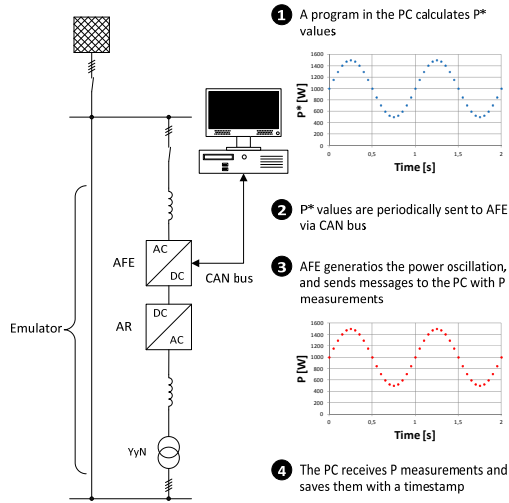 1 A program in the PC calculates P*
values
1600
1400
1200
1000
800
600
400
200
0
P* [W]
0 0,5 1 1,5 2
Time [s]
2 P* values are periodically sent to AFE
via CAN bus
3 AFE generatios the power oscillation,
and sends messages to the PC with P
measurements
1600
1400
1200
1000
800
600
400
200
0
P [W]
0 0,5 1 1,5 2
Time [s]
4 The PC receives P measurements and
saves them with a timestamp
AFE
AC
DC
CAN bus
Emulator
AR
DC
AC
YyN